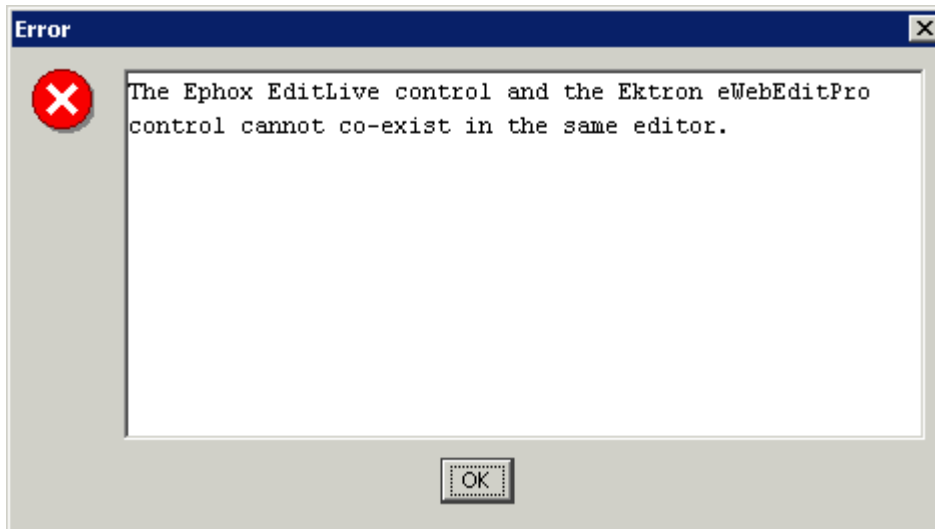 Error
The Ephox EditLive control and the Ektron eWebEditPro
control cannot co-exist in the same editor.
OK